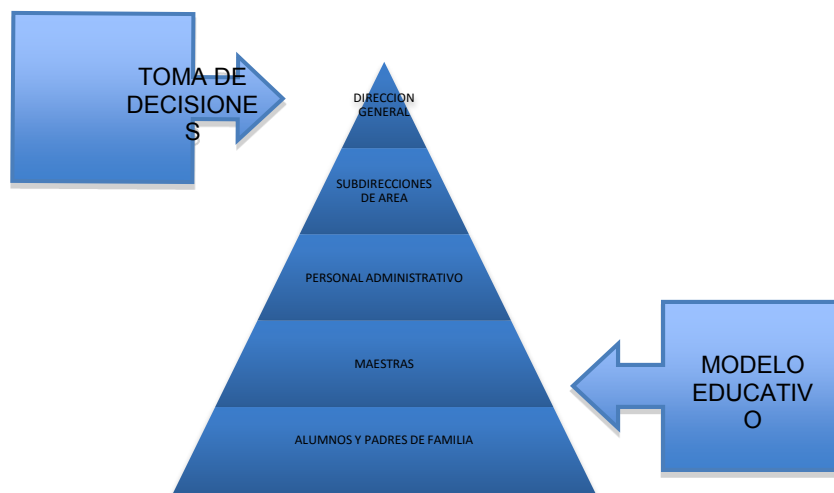 TOMA DE
DECISIONE
S
DIRECCION
GENERAL
SUBDIRECCIONES
DE AREA
PERSONAL ADMINISTRATIVO
MAESTRAS
ALUMNOS Y PADRES DE FAMILIA
MODELO
EDUCATIV
O